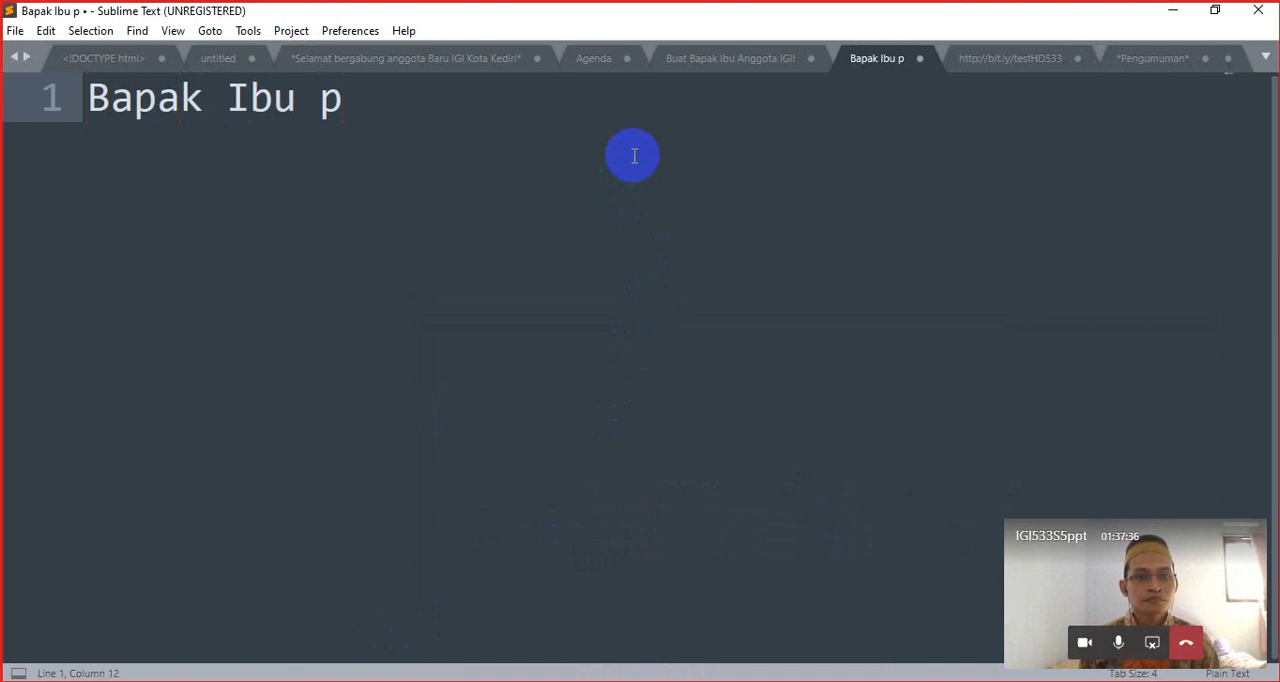 Bapak Ibu p • - Sublime Text (UNREGISTERED)
File Edit Selection Find View Goto Tools Project Preferences Help
<!DOCTYPE html> untitled *Selamat bergabung anggota Baru IGI Kota Kediri* Agenda Buat Bapak Ibu Anggota IGI! Bapak Ibu p http://bit.ly/testHD533 *Pengumuman*
1 Bapak Ibu p
IGI533S5ppt 01:37:36
Line 1, Column 12 Tab Size: 4 Plain Text